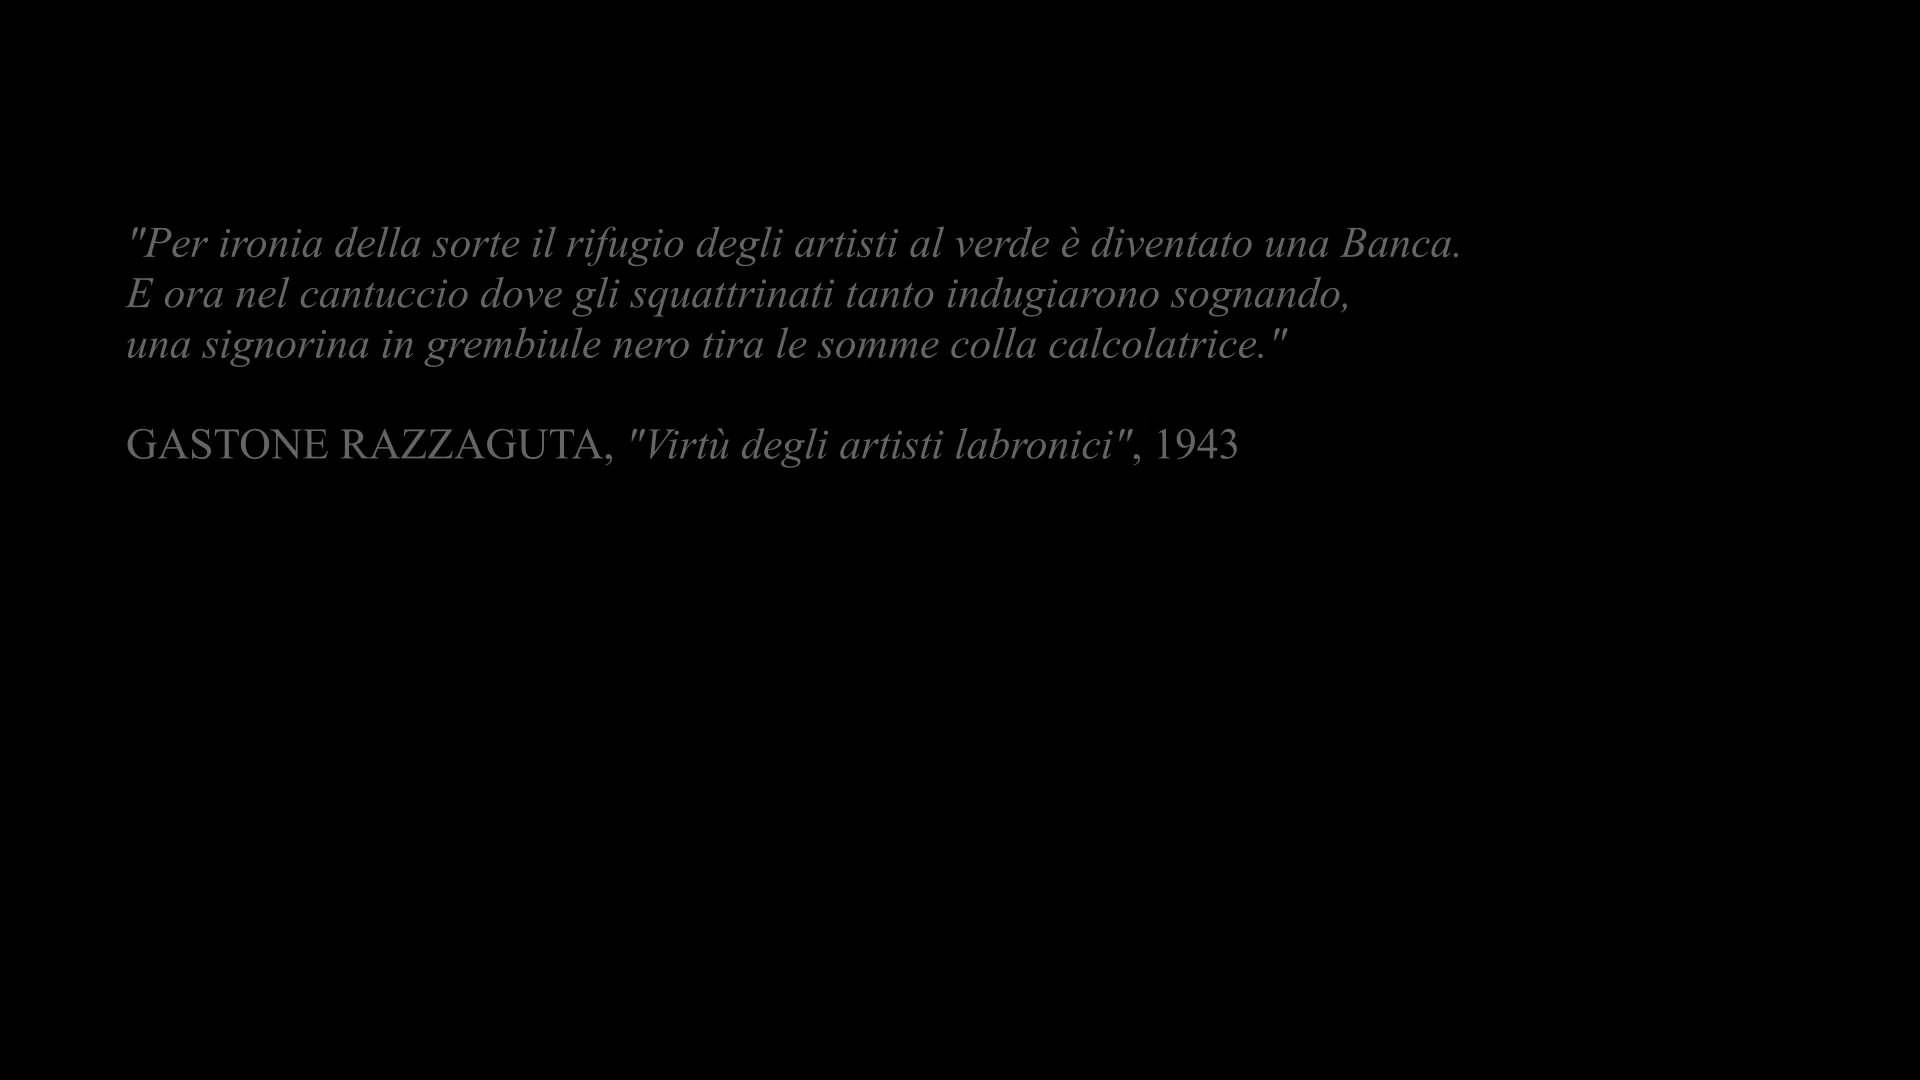 "Per ironia della sorte il rifugio degli artisti al verde è diventato una Banca.
E ora nel cantuccio dove gli squattrinati tanto indugiarono sognando,
una signorina in grembiule nero tira le somme colla calcolatrice."
GASTONE RAZZAGUTA, "Virtù degli artisti labronici", 1943